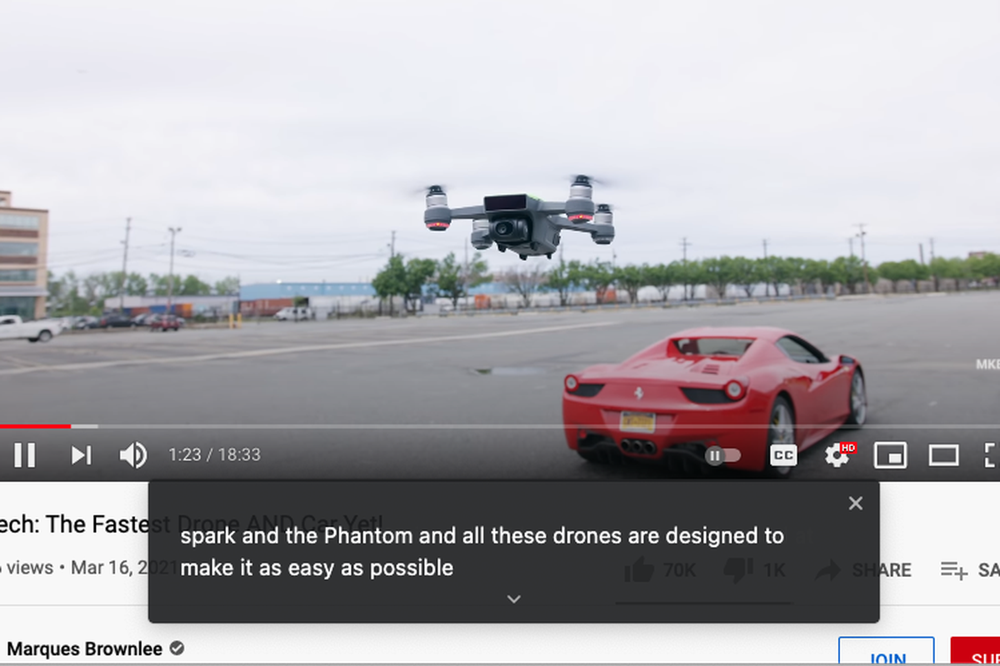 MKB
1:23 / 18:33
CC
HD
ech: The Fastest Drone AND Car Yet!
views • Mar 16, 2021
spark and the Phantom and all these drones are designed to
make it as easy as possible
70K
1K
SHARE
SA
Marques Brownlee
JOIN
SU